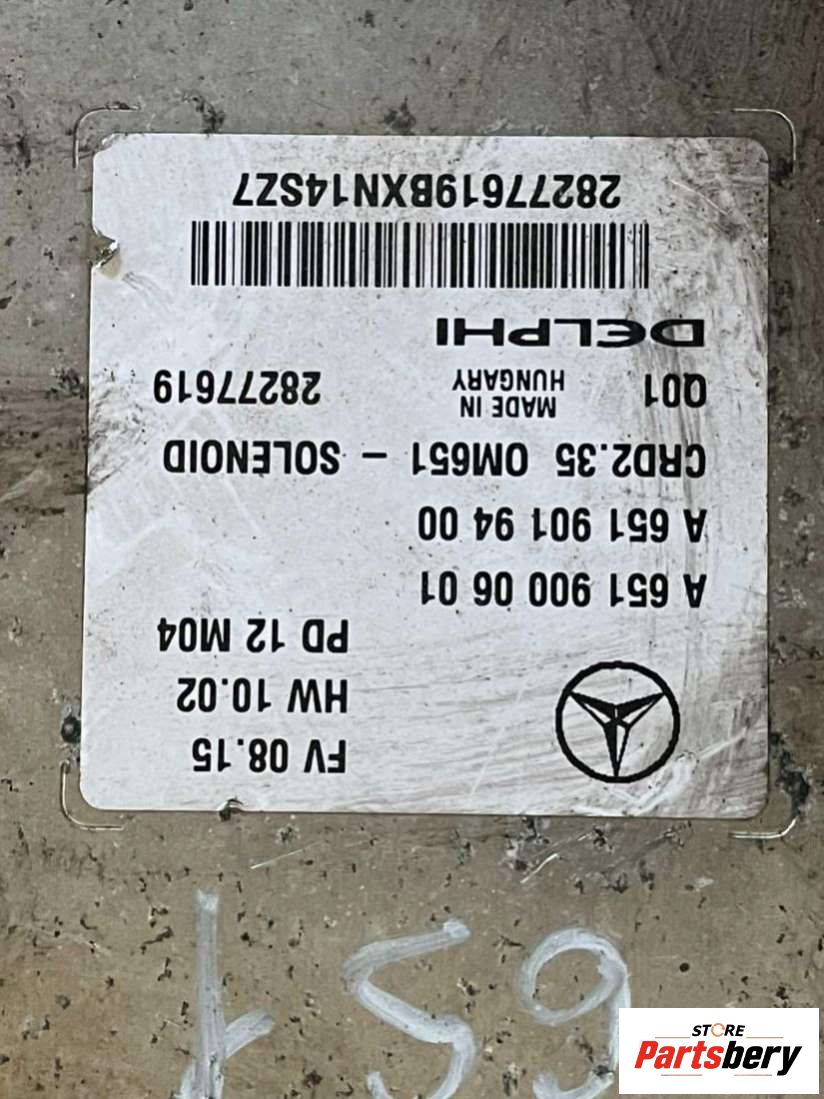 651
FV 08.15
HW 10.02
PD 12 M04
A 651 900 06 01
A 651 901 94 00
CRD2.35 OM651 - SOLENOID
Q01 MADE IN HUNGARY 28277619
DELPHI
28277619BXN14SZ7
STORE
Partsbery